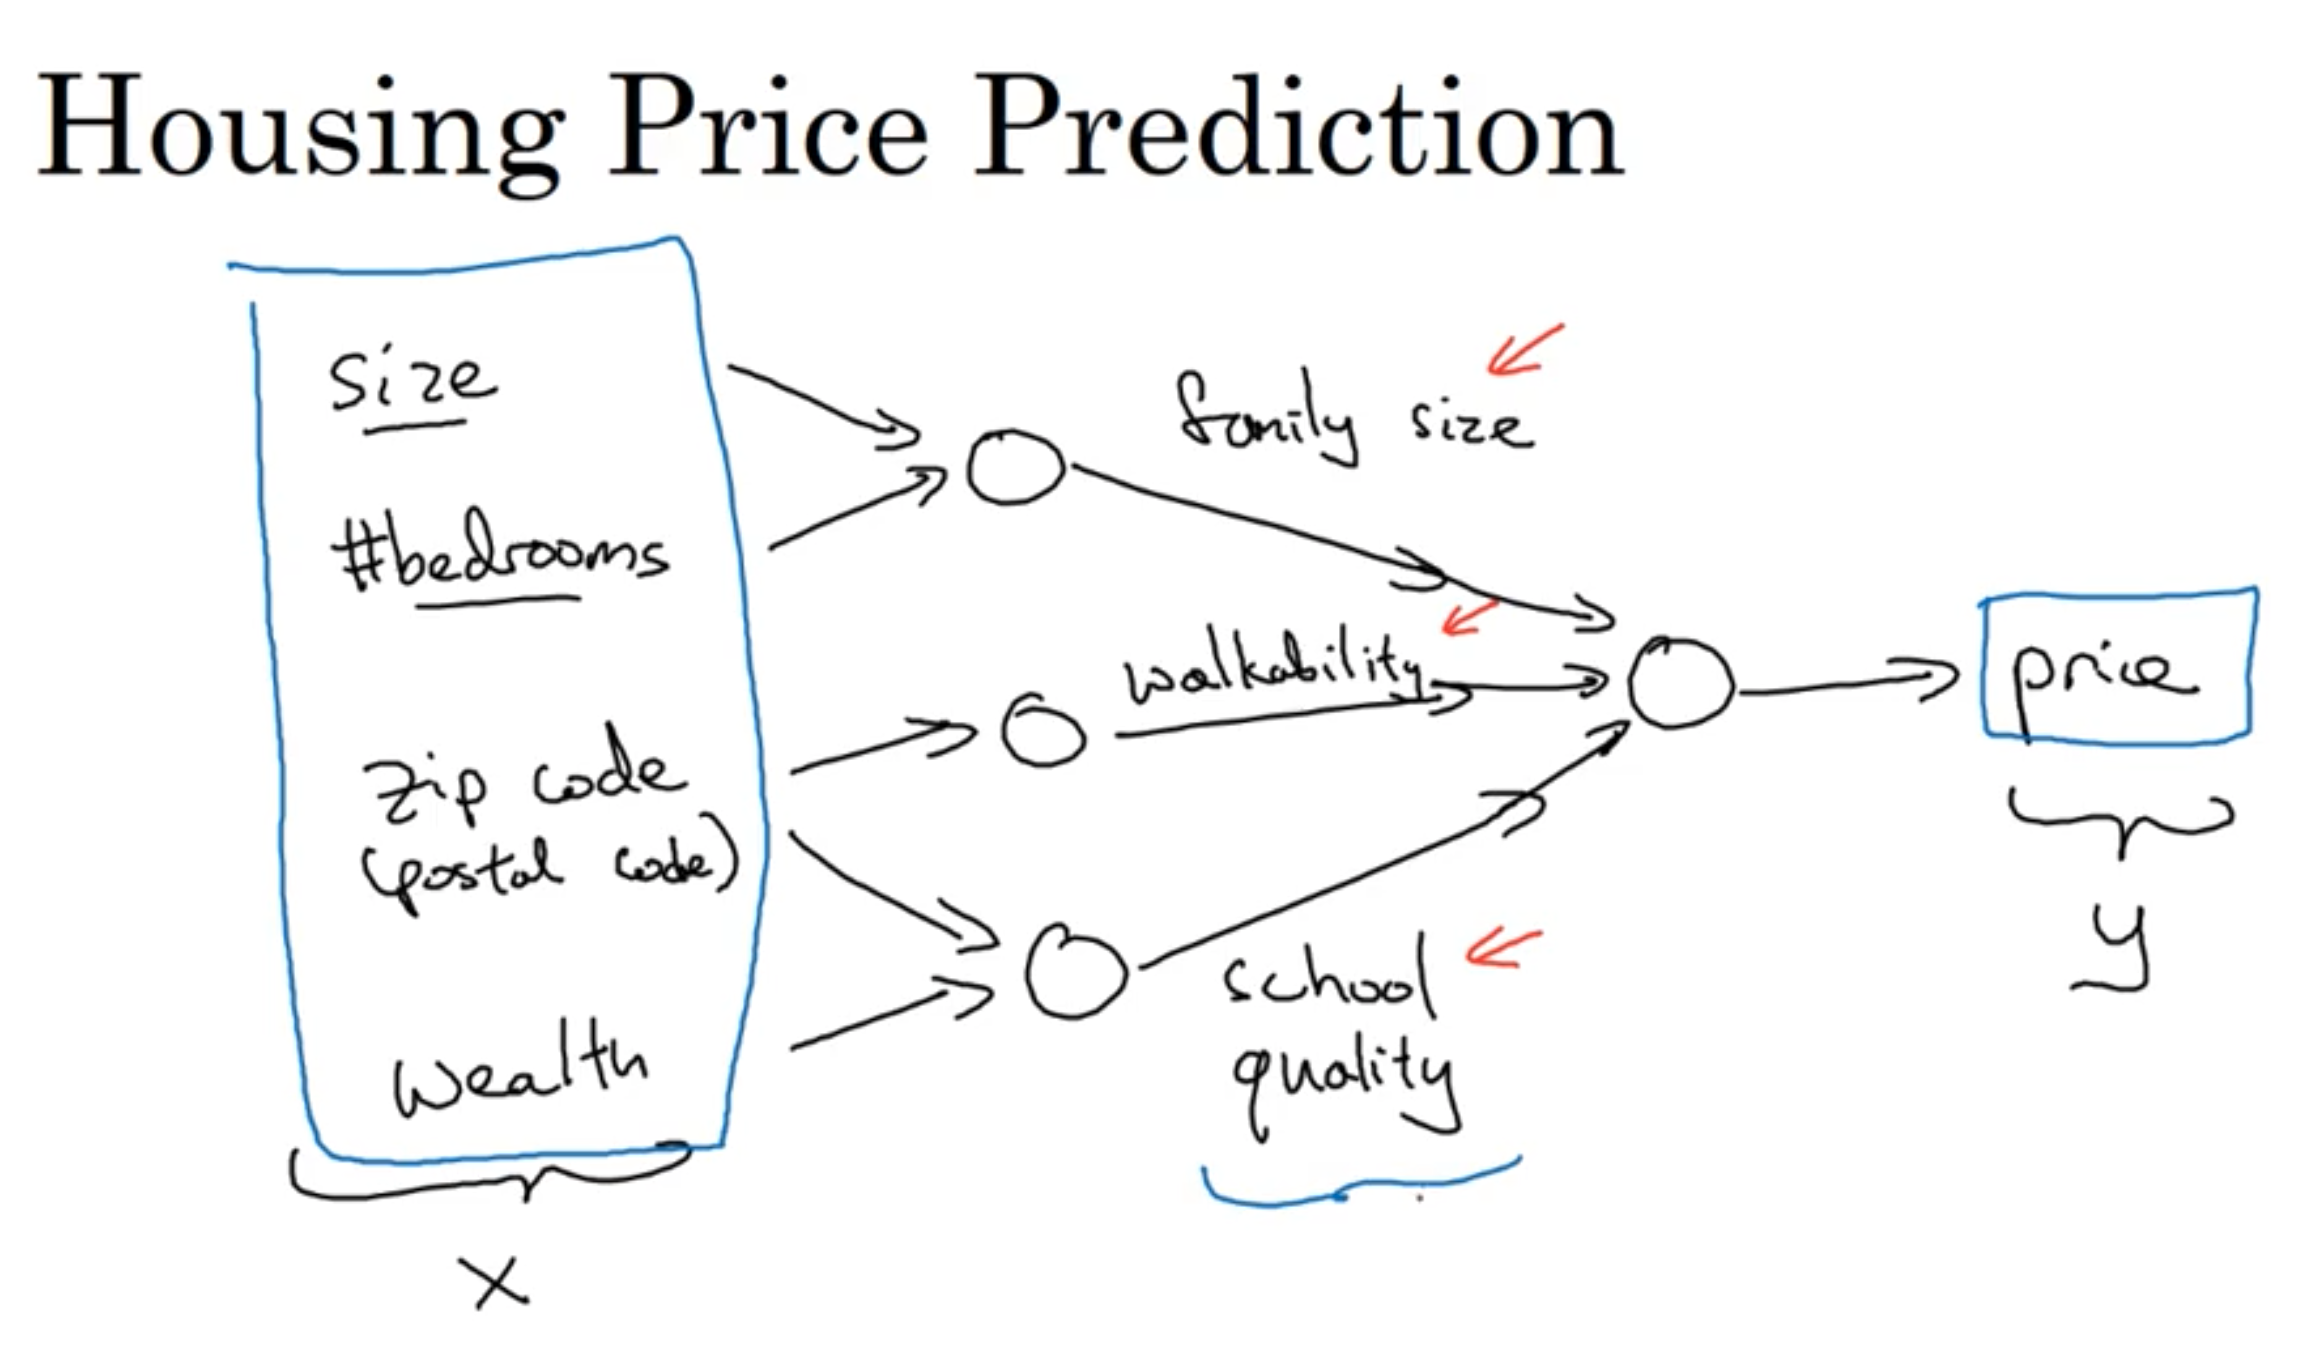 Housing Price Prediction
size
#bedrooms
zip code
(postal code)
wealth
x
family size
walkability
school
quality
price
y